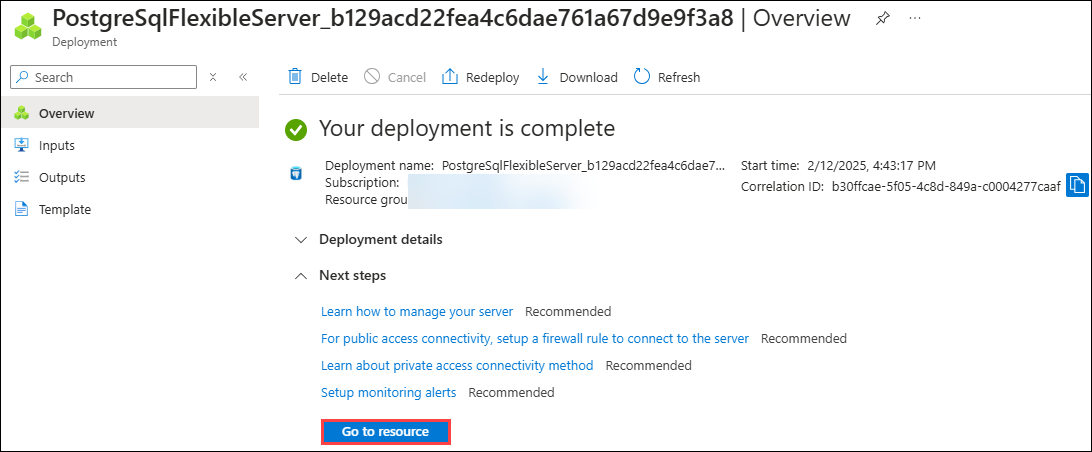 PostgreSqlFlexibleServer_b129acd22fea4c6dae761a67d9e9f3a8 | Overview
Deployment
Search
Delete
Cancel
Redeploy
Download
Refresh
Overview
Inputs
Outputs
Template
Your deployment is complete
Deployment name: PostgreSqlFlexibleServer_b129acd22fea4c6dae7...
Subscription:
Resource grou
Start time: 2/12/2025, 4:43:17 PM
Correlation ID: b30ffcae-5f05-4c8d-849a-c0004277caaf
Deployment details
Next steps
Learn how to manage your server Recommended
For public access connectivity, setup a firewall rule to connect to the server Recommended
Learn about private access connectivity method Recommended
Setup monitoring alerts Recommended
Go to resource